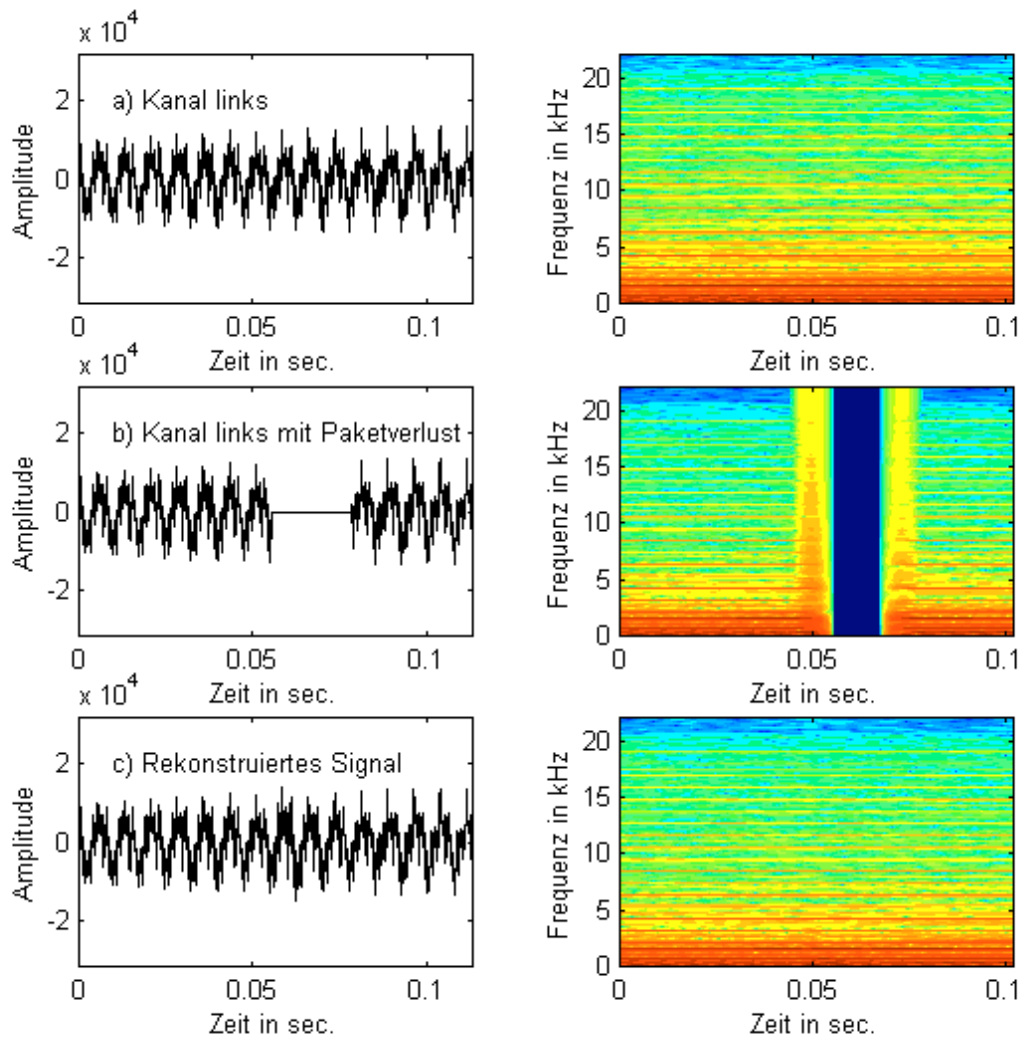 x 10^4
a) Kanal links
Amplitude
2
0
-2
0
0.05
0.1
Zeit in sec.
Frequenz in kHz
20
15
10
5
0
0
0.05
0.1
Zeit in sec.
x 10^4
b) Kanal links mit Paketverlust
Amplitude
2
0
-2
0
0.05
0.1
Zeit in sec.
Frequenz in kHz
20
15
10
5
0
0
0.05
0.1
Zeit in sec.
x 10^4
c) Rekonstruiertes Signal
Amplitude
2
0
-2
0
0.05
0.1
Zeit in sec.
Frequenz in kHz
20
15
10
5
0
0
0.05
0.1
Zeit in sec.